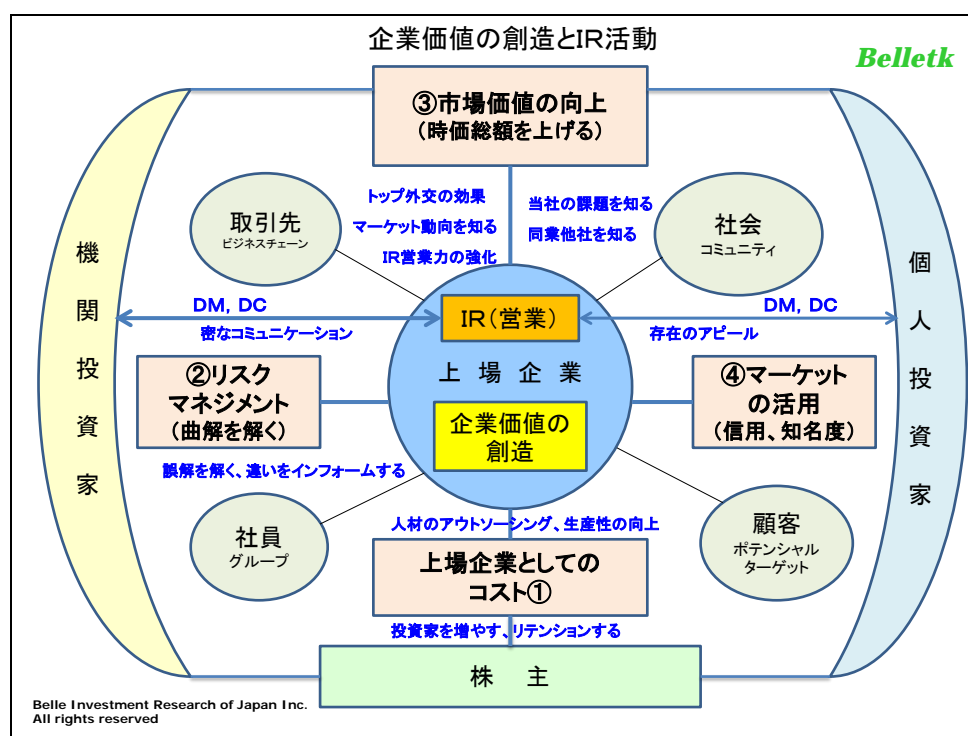 企業価値の創造とIR活動
Belletk
③市場価値の向上
（時価総額を上げる）
トップ外交の効果
マーケット動向を知る
IR営業力の強化
当社の課題を知る
同業他社を知る
取引先
ビジネスチェーン
社会
コミュニティ
機関投資家
個人投資家
DM, DC
密なコミュニケーション
IR（営業）
DM, DC
存在のアピール
上場企業
②リスク
マネジメント
（曲解を解く）
④マーケット
の活用
（信用、知名度）
企業価値の
創造
誤解を解く、違いをインフォームする
社員
グループ
人材のアウトソーシング、生産性の向上
顧客
ポテンシャル
ターゲット
上場企業としての
コスト①
投資家を増やす、リテンションする
株主
Belle Investment Research of Japan Inc.
All rights reserved